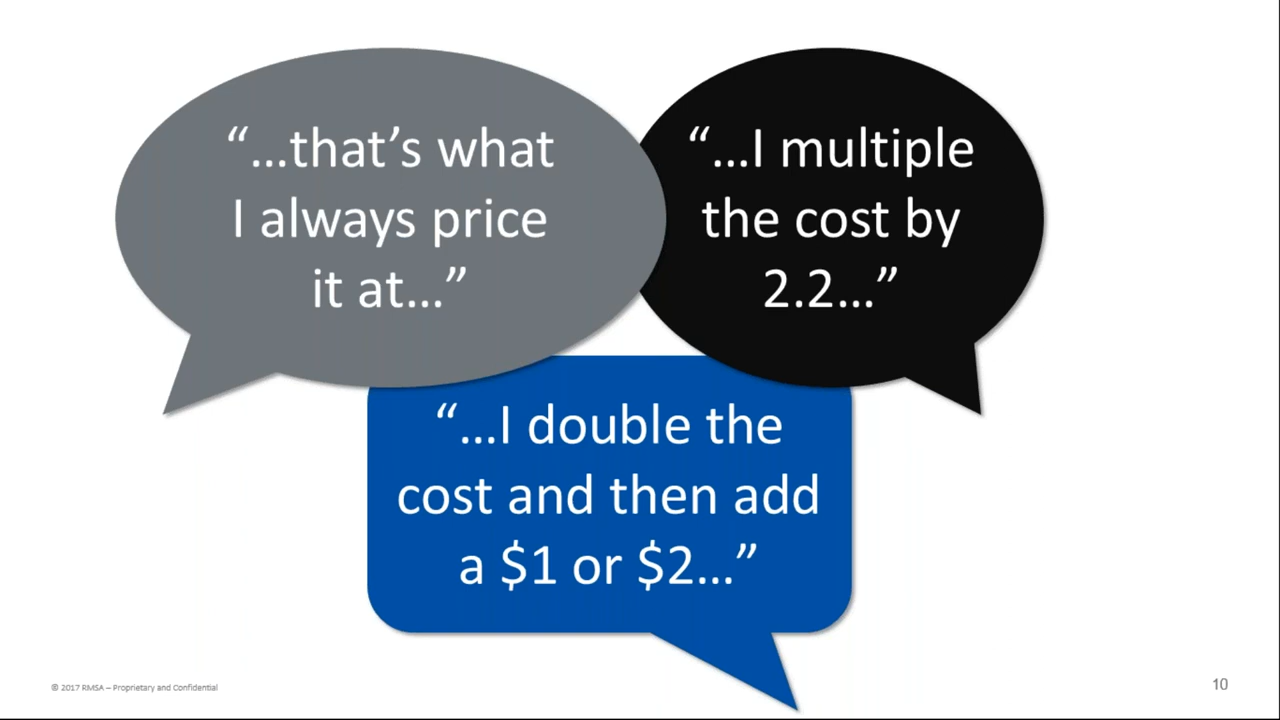 “…that’s what
I always price
it at…”
“…I multiple
the cost by
2.2…”
“…I double the
cost and then add
a $1 or $2…”
© 2017 RMSA – Proprietary and Confidential
10